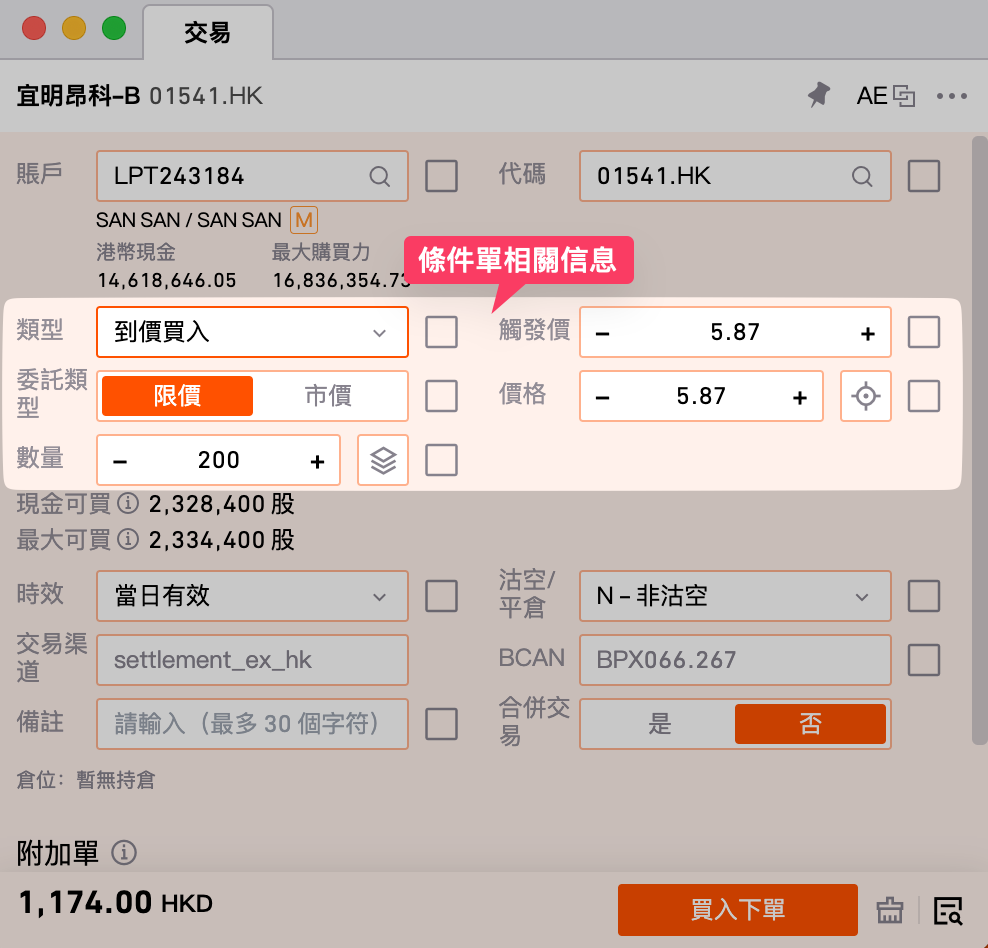 交易
宜明昂科-B 01541.HK AE
賬戶 LPT243184 代碼 01541.HK
SAN SAN / SAN SAN M
港幣現金 最大購買力
14,618,646.05 16,836,354.73
條件單相關信息
類型 到價買入 觸發價 – 5.87 +
委託類型 限價 市價 價格 – 5.87 +
數量 – 200 +
現金可買 2,328,400 股
最大可買 2,334,400 股
時效 當日有效 沽空/平倉 N – 非沽空
交易渠道 settlement_ex_hk BCAN BPX066.267
備註 請輸入（最多 30 個字符） 合併交易 是 否
倉位：暫無持倉
附加單
1,174.00 HKD 買入下單